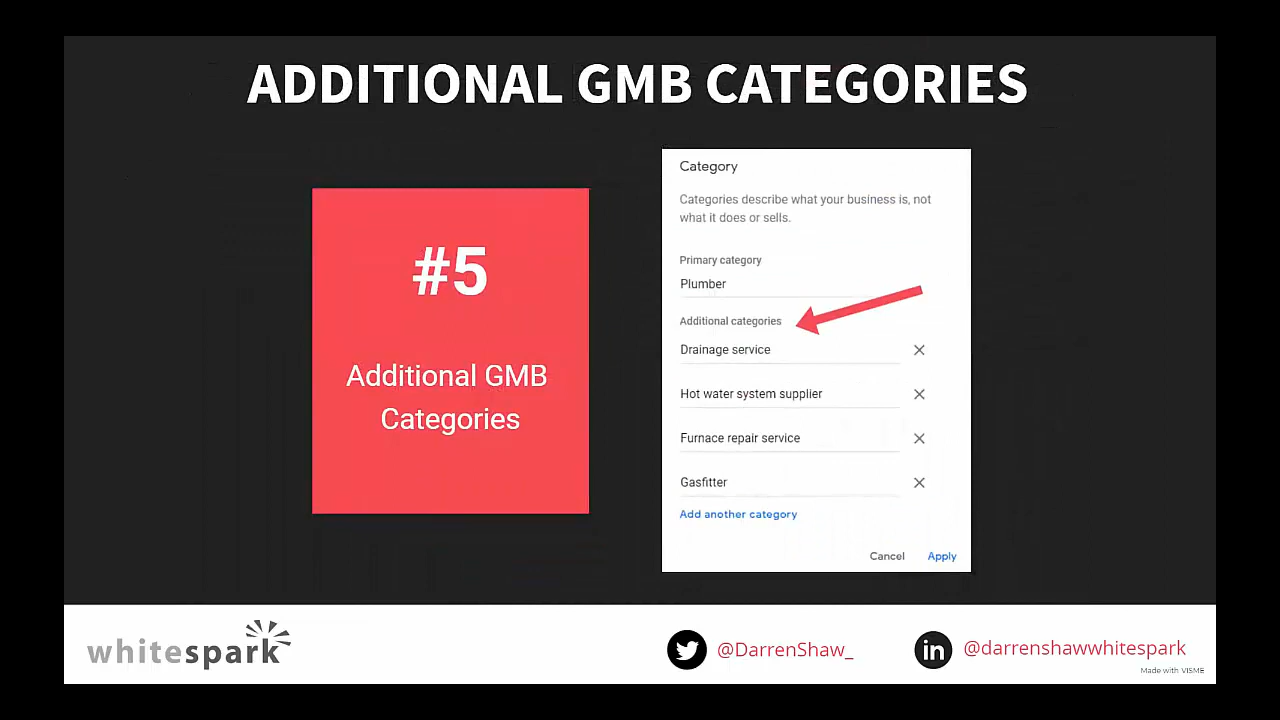 ADDITIONAL GMB CATEGORIES
#5
Additional GMB
Categories
Category
Categories describe what your business is, not
what it does or sells.
Primary category
Plumber
Additional categories
Drainage service
Hot water system supplier
Furnace repair service
Gasfitter
Add another category
Cancel Apply
whitespark
@DarrenShaw_
in @darrenshawwhitespark
Made with VISME